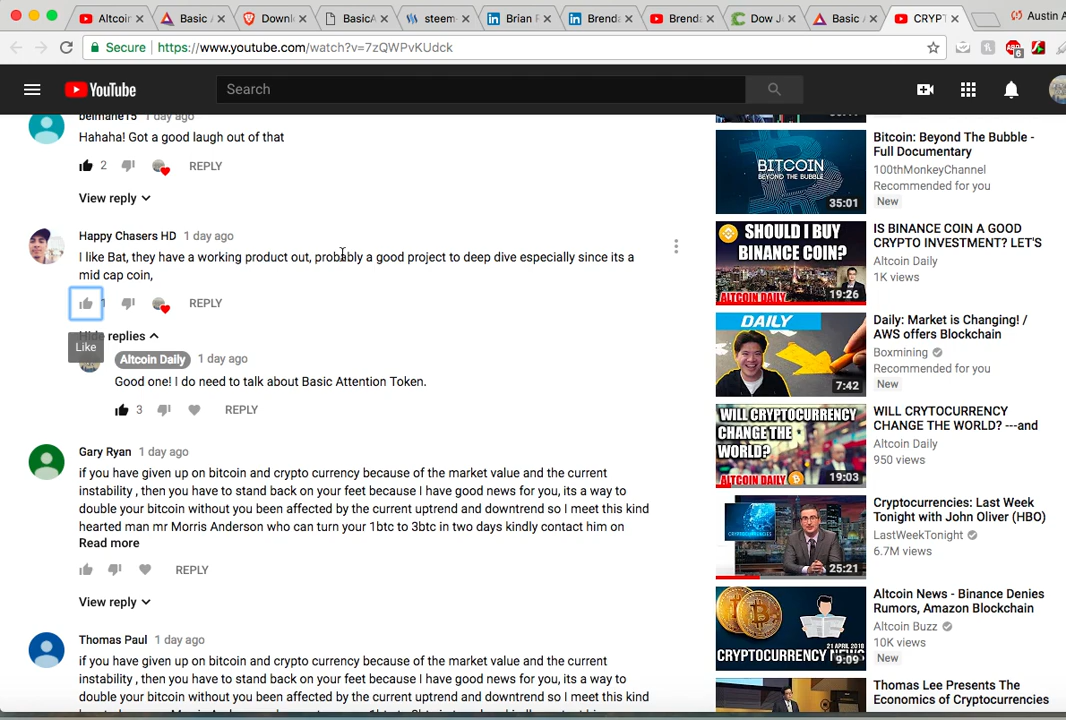 Altcoin
Basic
Downl
BasicA
steem-
Brian
Brenda
Brenda
Dow J
Basic
CRYPT
Austin A
Secure
https://www.youtube.com/watch?v=7zQWPvKUdck
6
YouTube
Search
belmane15 1 day ago
Hahaha! Got a good laugh out of that
2 REPLY
View reply
Happy Chasers HD 1 day ago
I like Bat, they have a working product out, probably a good project to deep dive especially since its a
mid cap coin,
1 REPLY
Hide replies
Like
Altcoin Daily 1 day ago
Good one! I do need to talk about Basic Attention Token.
3 REPLY
Gary Ryan 1 day ago
if you have given up on bitcoin and crypto currency because of the market value and the current
instability , then you have to stand back on your feet because I have good news for you, its a way to
double your bitcoin without you been affected by the current uptrend and downtrend so I meet this kind
hearted man mr Morris Anderson who can turn your 1btc to 3btc in two days kindly contact him on
Read more
REPLY
View reply
Thomas Paul 1 day ago
if you have given up on bitcoin and crypto currency because of the market value and the current
instability , then you have to stand back on your feet because I have good news for you, its a way to
double your bitcoin without you been affected by the current uptrend and downtrend so I meet this kind
BITCOIN
BEYOND THE BUBBLE
35:01
Bitcoin: Beyond The Bubble -
Full Documentary
100thMonkeyChannel
Recommended for you
New
SHOULD I BUY
BINANCE COIN?
ALTCOIN DAILY
19:26
IS BINANCE COIN A GOOD
CRYPTO INVESTMENT? LET'S
Altcoin Daily
1K views
DAILY
7:42
Daily: Market is Changing! /
AWS offers Blockchain
Boxmining
Recommended for you
New
WILL CRYPTOCURRENCY
CHANGE THE
WORLD?
ALTCOIN DAILY
19:03
WILL CRYTOCURRENCY
CHANGE THE WORLD? ---and
Altcoin Daily
950 views
25:21
Cryptocurrencies: Last Week
Tonight with John Oliver (HBO)
LastWeekTonight
6.7M views
21 APRIL 2018
CRYPTOCURRENCY NEWS
9:09
Altcoin News - Binance Denies
Rumors, Amazon Blockchain
Altcoin Buzz
10K views
New
Thomas Lee Presents The
Economics of Cryptocurrencies